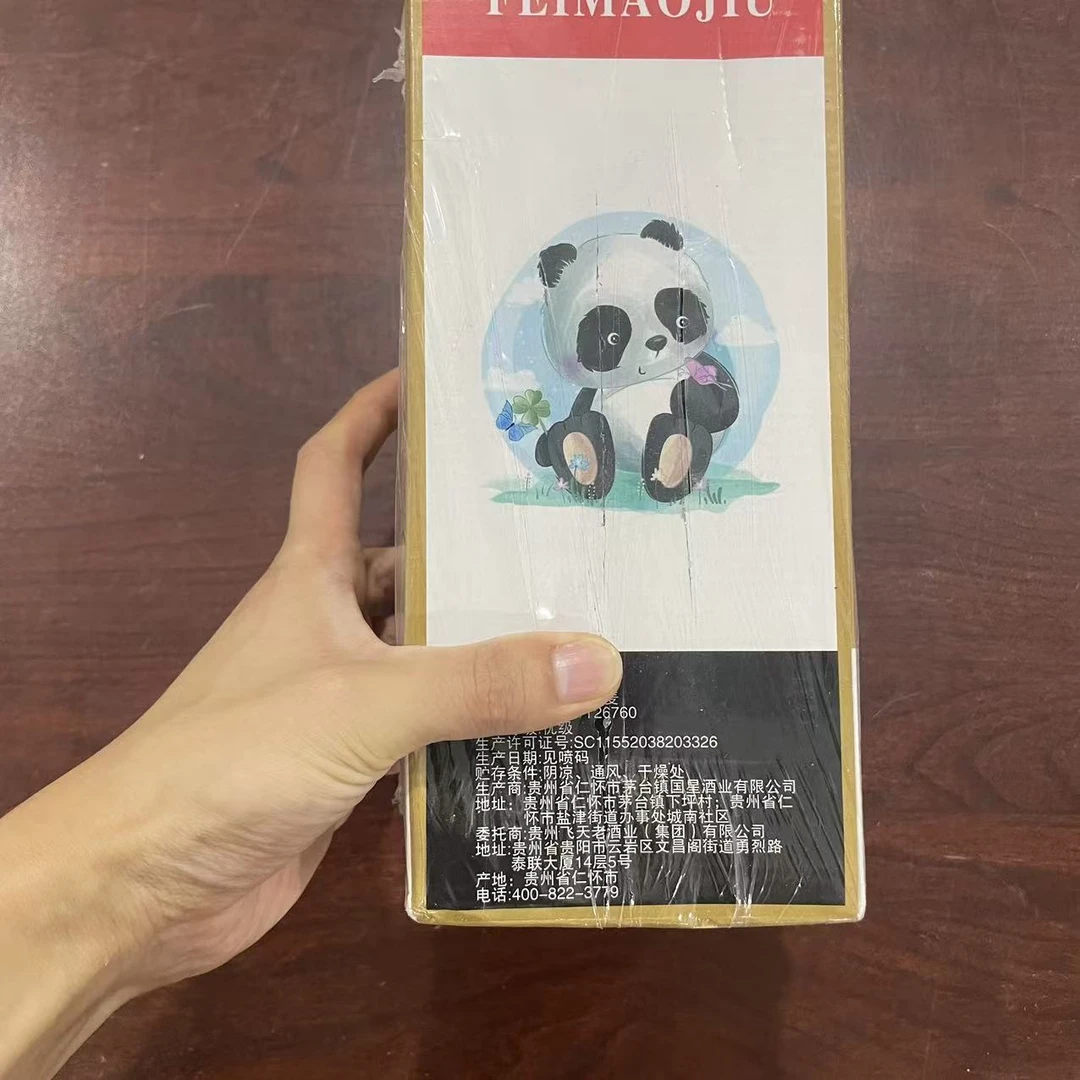 FEIMAOJIU
麦
T26760
优级
生产许可证号:SC11552038203326
生产日期:见喷码
贮存条件:阴凉、通风、干燥处
生产商:贵州省仁怀市茅台镇国星酒业有限公司
地址：贵州省仁怀市茅台镇下坪村；贵州省仁
怀市盐津街道办事处城南社区
委托商:贵州飞天老酒业（集团）有限公司
地址:贵州省贵阳市云岩区文昌阁街道勇烈路
泰联大厦14层5号
产地：贵州省仁怀市
电话:400-822-3779